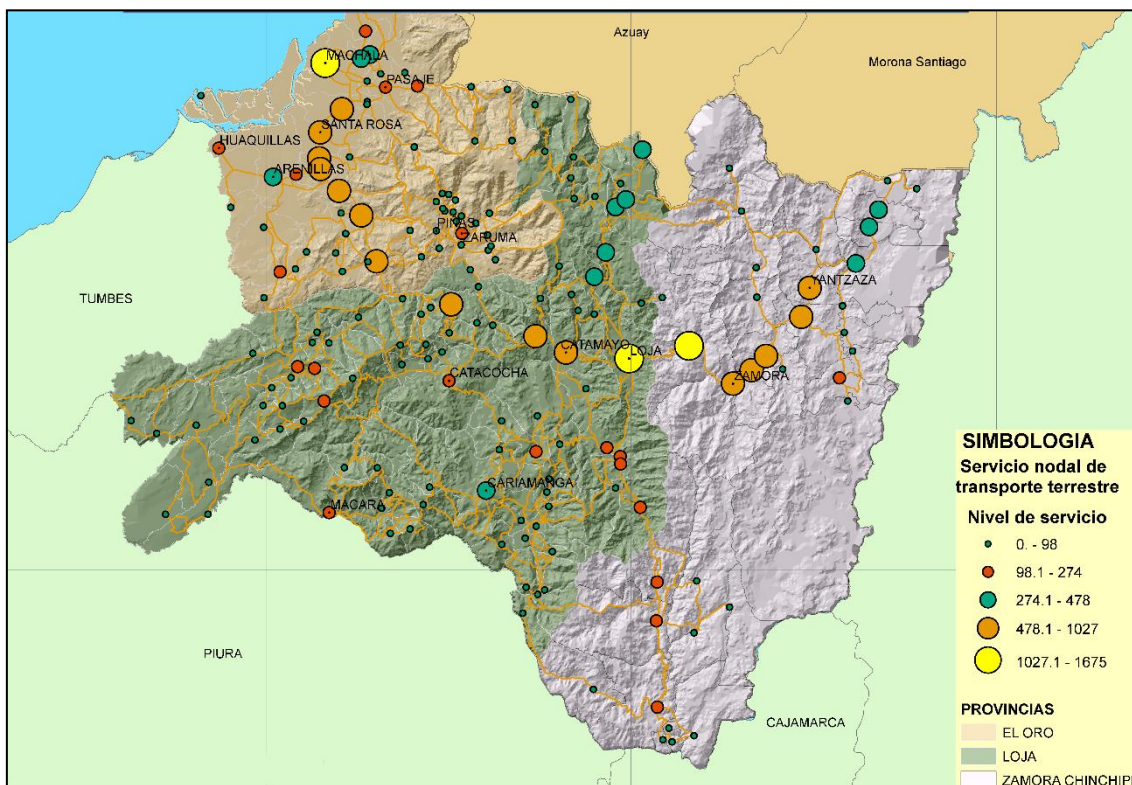 Azuay
Morona Santiago
MACHALA
PASAJE
SANTA ROSA
HUAQUILLAS
ARENILLAS
PIÑAS
ZARUMA
YANTZAZA
TUMBES
CATAMAYO
LOJA
ZAMORA
CATACOCHA
CARIAMANGA
MACARA
PIURA
CAJAMARCA
SIMBOLOGIA
Servicio nodal de
transporte terrestre
Nivel de servicio
0. - 98
98.1 - 274
274.1 - 478
478.1 - 1027
1027.1 - 1675
PROVINCIAS
EL ORO
LOJA
ZAMORA CHINCHIP